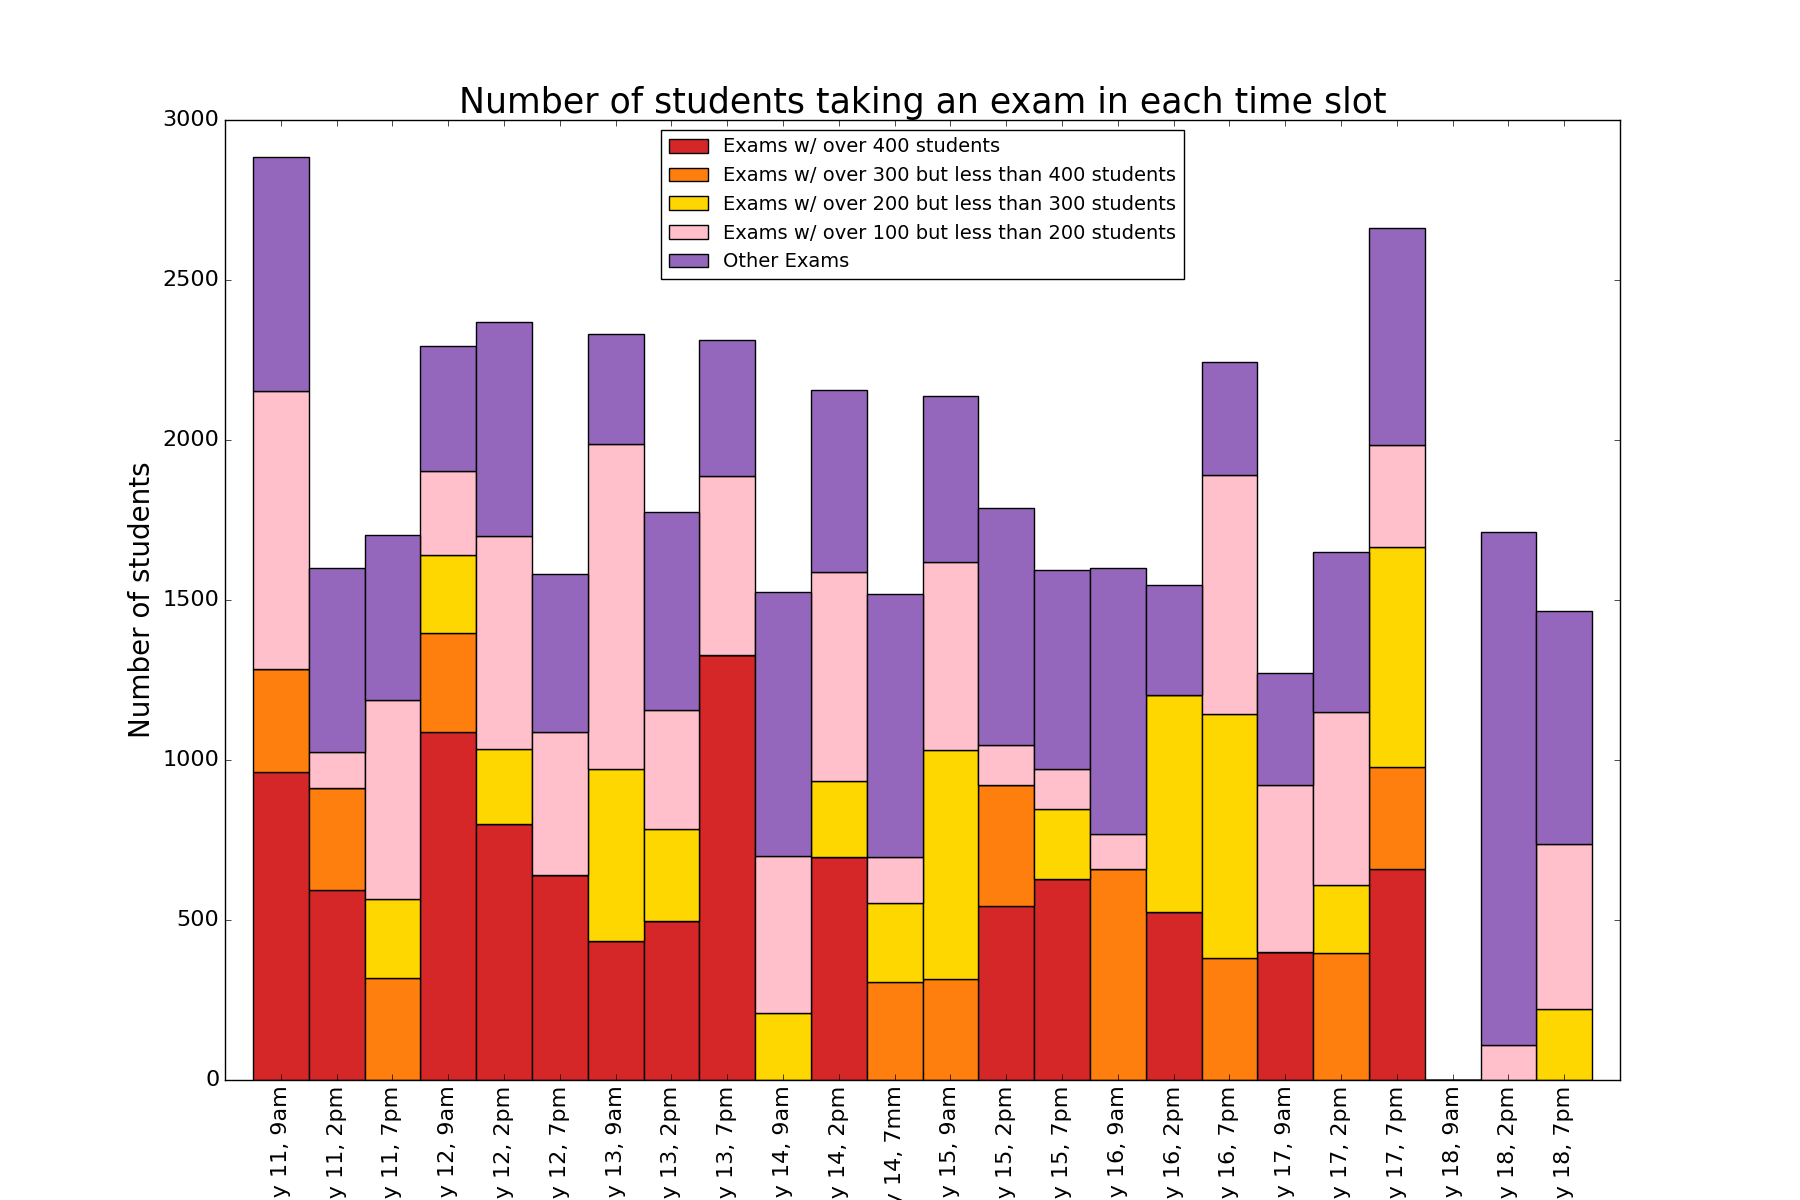 Number of students taking an exam in each time slot
Exams w/ over 400 students
Exams w/ over 300 but less than 400 students
Exams w/ over 200 but less than 300 students
Exams w/ over 100 but less than 200 students
Other Exams
Number of students
3000
2500
2000
1500
1000
500
0
y 11, 9am
y 11, 2pm
y 11, 7pm
y 12, 9am
y 12, 2pm
y 12, 7pm
y 13, 9am
y 13, 2pm
y 13, 7pm
y 14, 9am
y 14, 2pm
y 14, 7mm
y 15, 9am
y 15, 2pm
y 15, 7pm
y 16, 9am
y 16, 2pm
y 16, 7pm
y 17, 9am
y 17, 2pm
y 17, 7pm
y 18, 9am
y 18, 2pm
y 18, 7pm